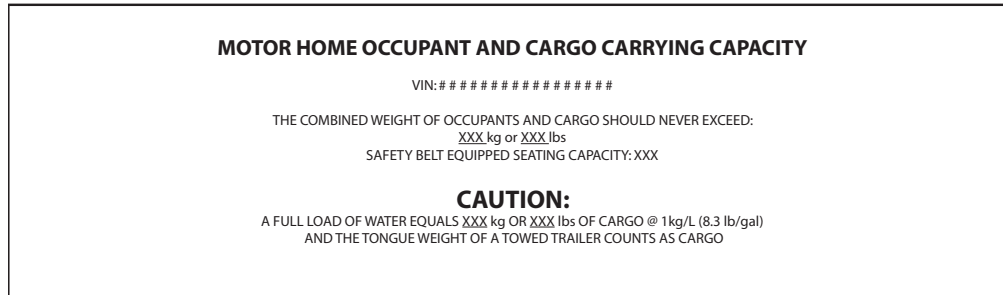 MOTOR HOME OCCUPANT AND CARGO CARRYING CAPACITY
VIN: # # # # # # # # # # # # # # # # #
THE COMBINED WEIGHT OF OCCUPANTS AND CARGO SHOULD NEVER EXCEED:
XXX kg or XXX lbs
SAFETY BELT EQUIPPED SEATING CAPACITY: XXX
CAUTION:
A FULL LOAD OF WATER EQUALS XXX kg OR XXX lbs OF CARGO @ 1kg/L (8.3 lb/gal)
AND THE TONGUE WEIGHT OF A TOWED TRAILER COUNTS AS CARGO